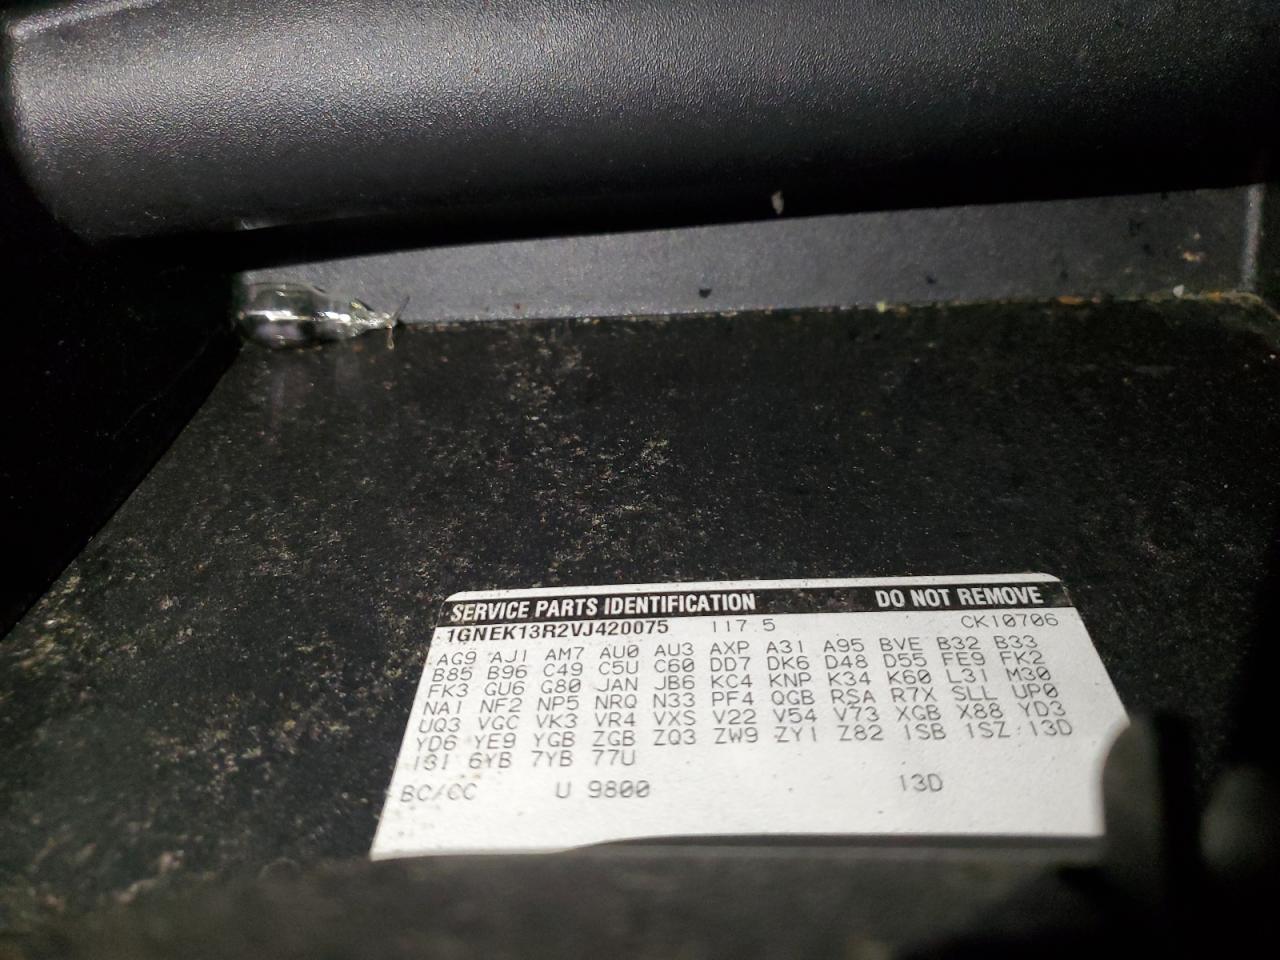 SERVICE PARTS IDENTIFICATION DO NOT REMOVE
1GNEK13R2VJ420075 117.5 CK10706
AG9 AJ1 AM7 AU0 AU3 AXP A31 A95 BVE B32 B33
B85 B96 C49 C5U C60 DD7 DK6 D48 D55 FE9 FK2
FK3 GU6 G80 JAN JB6 KC4 KNP K34 K60 L31 M30
NA1 NF2 NP5 NRQ N33 PF4 QGB RSA R7X SLL UP0
UQ3 VGC VK3 VR4 VXS V22 V54 V73 XGB X88 YD3
YD6 YE9 YGB ZGB ZQ3 ZW9 ZY1 Z82 1SB 1SZ 13D
131 6YB 7YB 77U
BC/CC U 9800 13D